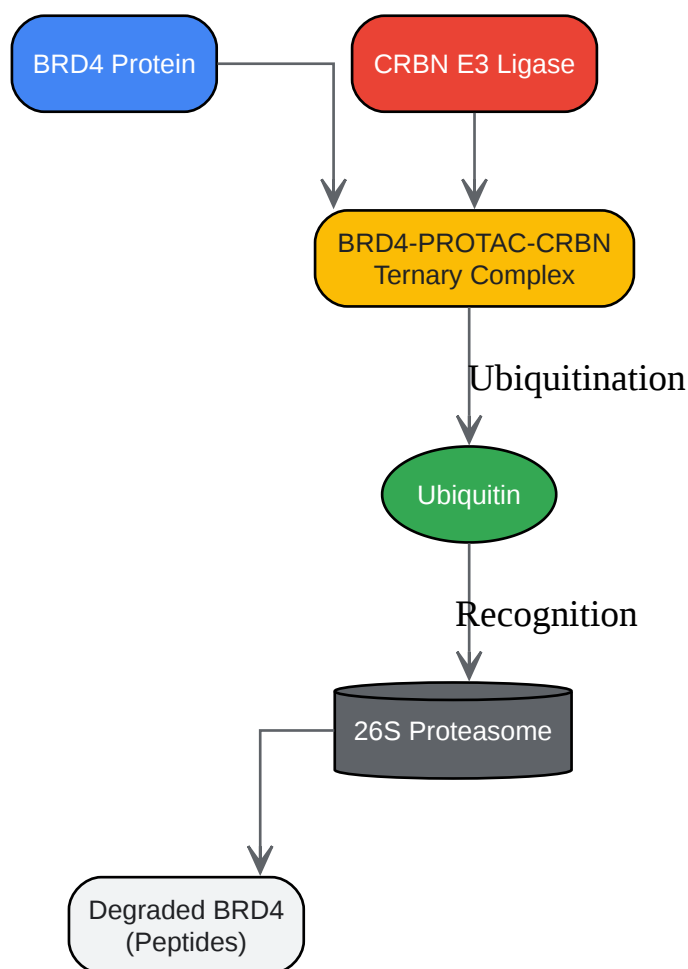 BRD4 Protein
CRBN E3 Ligase
BRD4-PROTAC-CRBN
Ternary Complex
Ubiquitination
Ubiquitin
Recognition
26S Proteasome
Degraded BRD4
(Peptides)